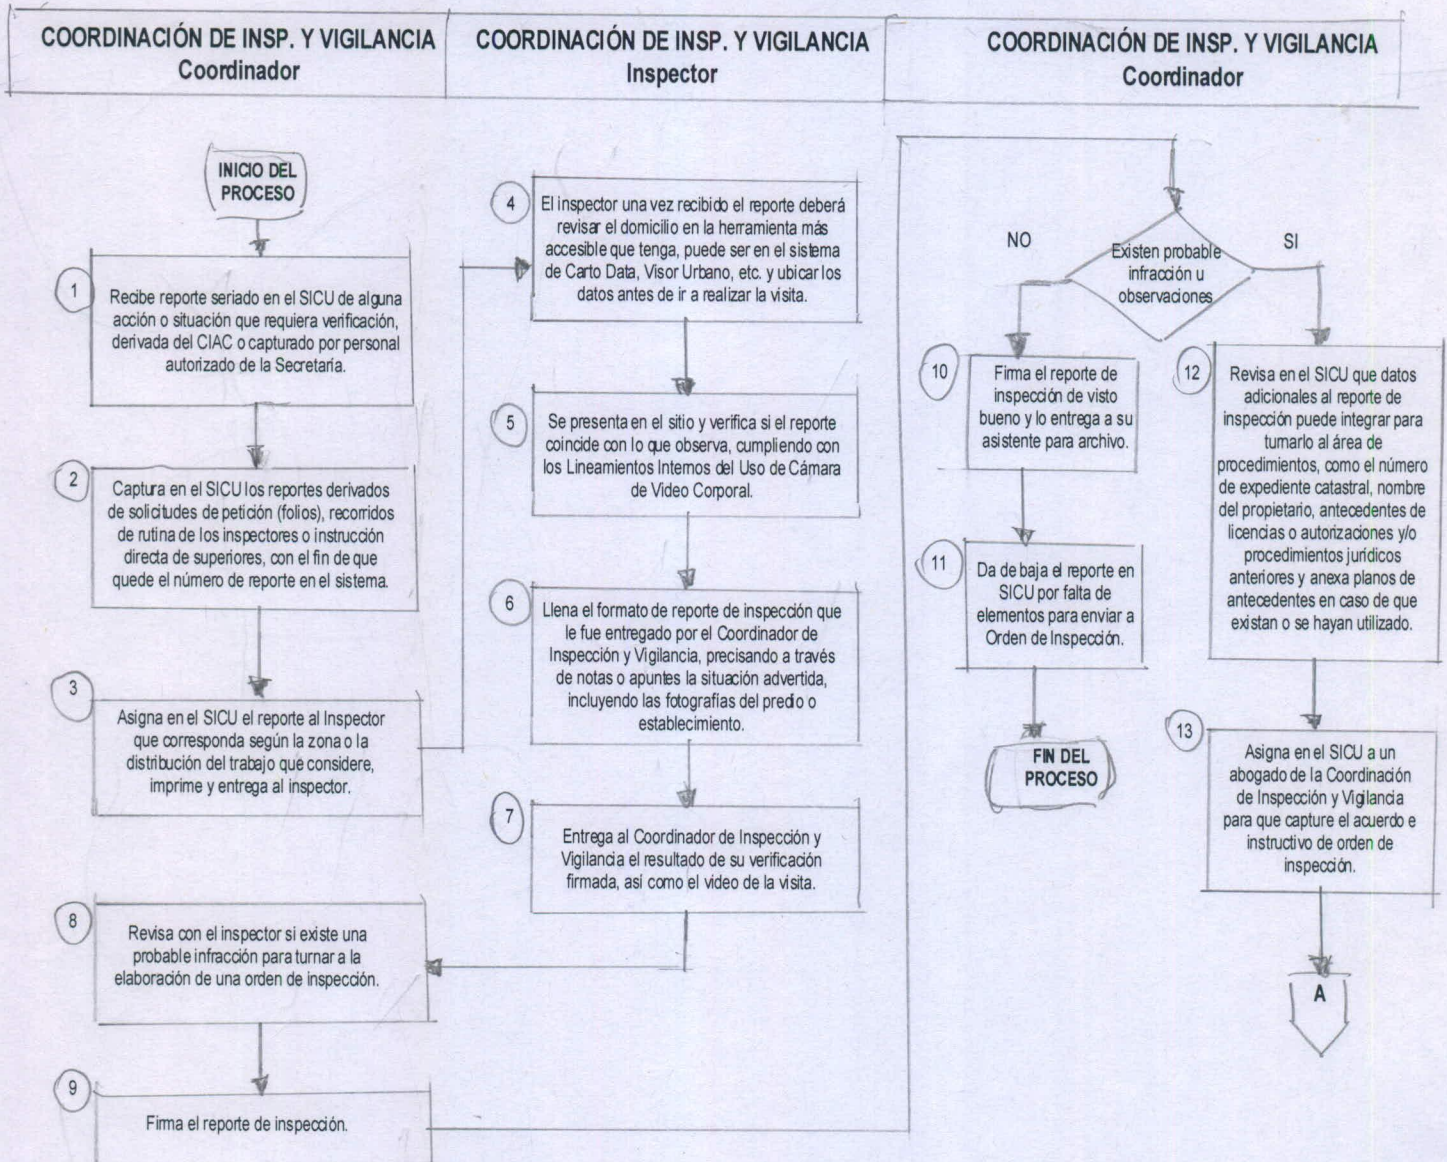 COORDINACIÓN DE INSP. Y VIGILANCIA
Coordinador
COORDINACIÓN DE INSP. Y VIGILANCIA
Inspector
COORDINACIÓN DE INSP. Y VIGILANCIA
Coordinador
INICIO DEL
PROCESO
1
Recibe reporte seriado en el SICU de alguna
acción o situación que requiera verificación,
derivada del CIAC o capturado por personal
autorizado de la Secretaría.
2
Captura en el SICU los reportes derivados
de solicitudes de petición (folios), recorridos
de rutina de los inspectores o instrucción
directa de superiores, con el fin de que
quede el número de reporte en el sistema.
3
Asigna en el SICU el reporte al Inspector
que corresponda según la zona o la
distribución del trabajo que considere,
imprime y entrega al inspector.
4
El inspector una vez recibido el reporte deberá
revisar el domicilio en la herramienta más
accesible que tenga, puede ser en el sistema
de Carto Data, Visor Urbano, etc. y ubicar los
datos antes de ir a realizar la visita.
5
Se presenta en el sitio y verifica si el reporte
coincide con lo que observa, cumpliendo con
los Lineamientos Internos del Uso de Cámara
de Video Corporal.
6
Llena el formato de reporte de inspección que
le fue entregado por el Coordinador de
Inspección y Vigilancia, precisando a través
de notas o apuntes la situación advertida,
incluyendo las fotografías del predio o
establecimiento.
7
Entrega al Coordinador de Inspección y
Vigilancia el resultado de su verificación
firmada, asi como el video de la visita.
8
Revisa con el inspector si existe una
probable infracción para turnar a la
elaboración de una orden de inspección.
9
Firma el reporte de inspección.
Existen probable
infracción u
observaciones
NO
SI
10
Firma el reporte de
inspección de visto
bueno y lo entrega a su
asistente para archivo.
11
Da de baja el reporte en
SICU por falta de
elementos para enviar a
Orden de Inspección.
FIN DEL
PROCESO
12
Revisa en el SICU que datos
adicionales al reporte de
inspección puede integrar para
turnarlo al área de
procedimientos, como el número
de expediente catastral, nombre
del propietario, antecedentes de
licencias o autorizaciones y/o
procedimientos jurídicos
anteriores y anexa planos de
antecedentes en caso de que
existan o se hayan utilizado.
13
Asigna en el SICU a un
abogado de la Coordinación
de Inspección y Vigilancia
para que capture el acuerdo e
instructivo de orden de
inspección.
A